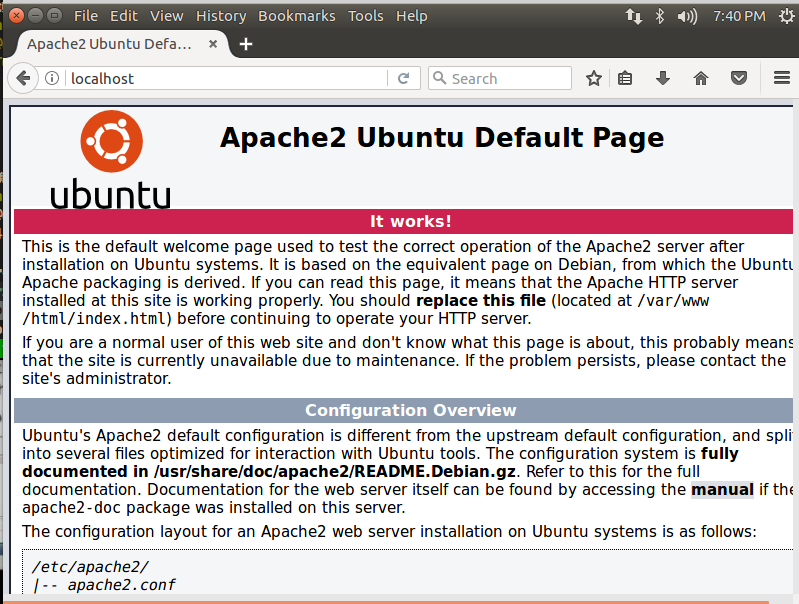 File Edit View History Bookmarks Tools Help 7:40 PM
Apache2 Ubuntu Defa...
localhost Search
ubuntu
Apache2 Ubuntu Default Page
It works!
This is the default welcome page used to test the correct operation of the Apache2 server after
installation on Ubuntu systems. It is based on the equivalent page on Debian, from which the Ubuntu
Apache packaging is derived. If you can read this page, it means that the Apache HTTP server
installed at this site is working properly. You should replace this file (located at /var/www
/html/index.html) before continuing to operate your HTTP server.
If you are a normal user of this web site and don't know what this page is about, this probably means
that the site is currently unavailable due to maintenance. If the problem persists, please contact the
site's administrator.
Configuration Overview
Ubuntu's Apache2 default configuration is different from the upstream default configuration, and split
into several files optimized for interaction with Ubuntu tools. The configuration system is fully
documented in /usr/share/doc/apache2/README.Debian.gz. Refer to this for the full
documentation. Documentation for the web server itself can be found by accessing the manual if the
apache2-doc package was installed on this server.
The configuration layout for an Apache2 web server installation on Ubuntu systems is as follows:
/etc/apache2/
|-- apache2.conf